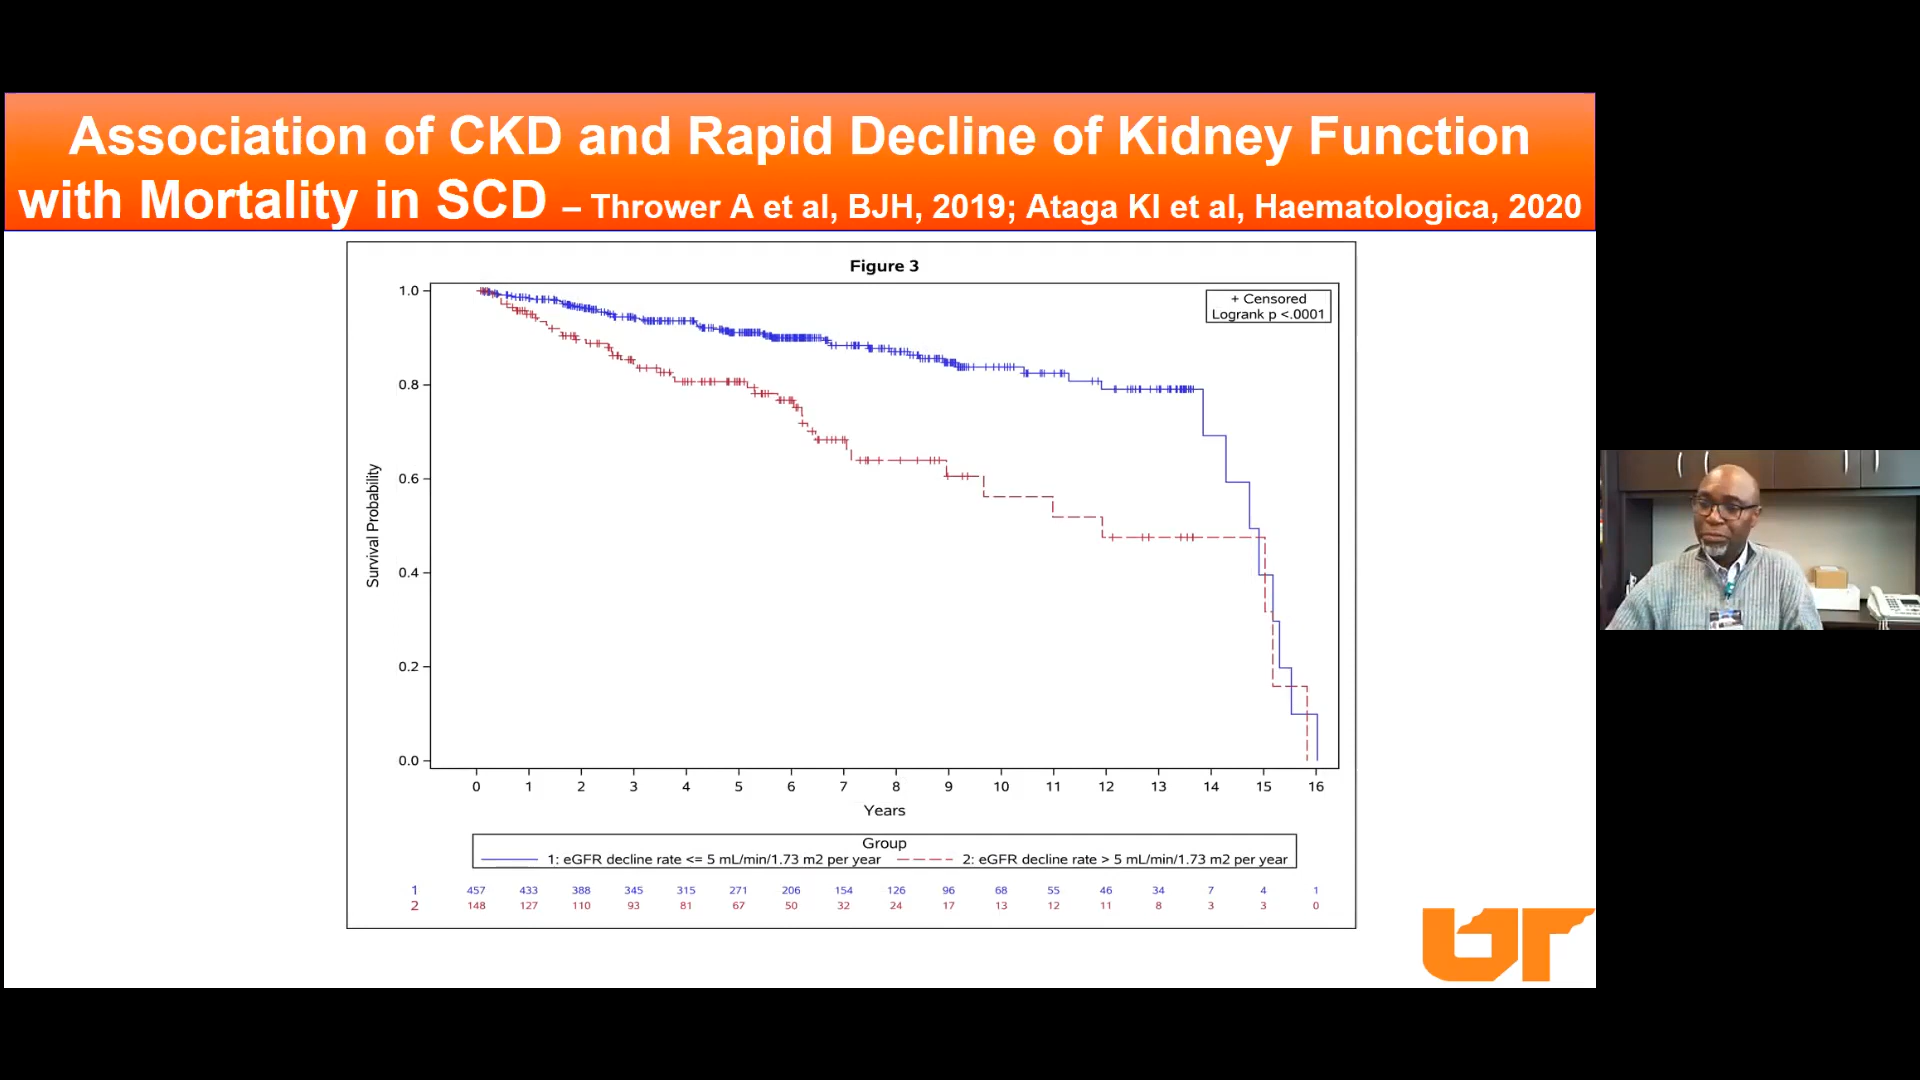 Association of CKD and Rapid Decline of Kidney Function
with Mortality in SCD – Thrower A et al, BJH, 2019; Ataga KI et al, Haematologica, 2020
Figure 3
+ Censored
Logrank p <.0001
1.0
0.8
0.6
0.4
0.2
0.0
Survival Probability
0 1 2 3 4 5 6 7 8 9 10 11 12 13 14 15 16
Years
Group
1: eGFR decline rate <= 5 mL/min/1.73 m2 per year 2: eGFR decline rate > 5 mL/min/1.73 m2 per year
1 457 433 388 345 315 271 206 154 126 96 68 55 46 34 7 4 1
2 148 127 110 93 81 67 50 32 24 17 13 12 11 8 3 3 0
UT